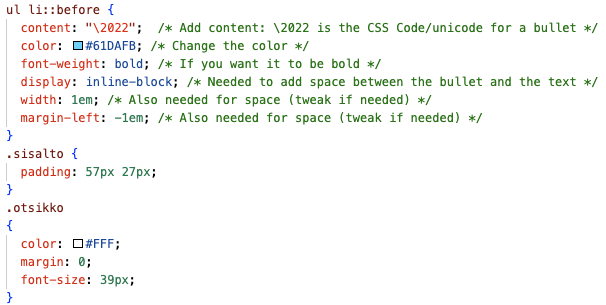 ul li::before {
content: "\2022"; /* Add content: \2022 is the CSS Code/unicode for a bullet */
color: #61DAFB; /* Change the color */
font-weight: bold; /* If you want it to be bold */
display: inline-block; /* Needed to add space between the bullet and the text */
width: 1em; /* Also needed for space (tweak if needed) */
margin-left: -1em; /* Also needed for space (tweak if needed) */
}
.sisalto {
padding: 57px 27px;
}
.otsikko
{
color: #FFF;
margin: 0;
font-size: 39px;
}